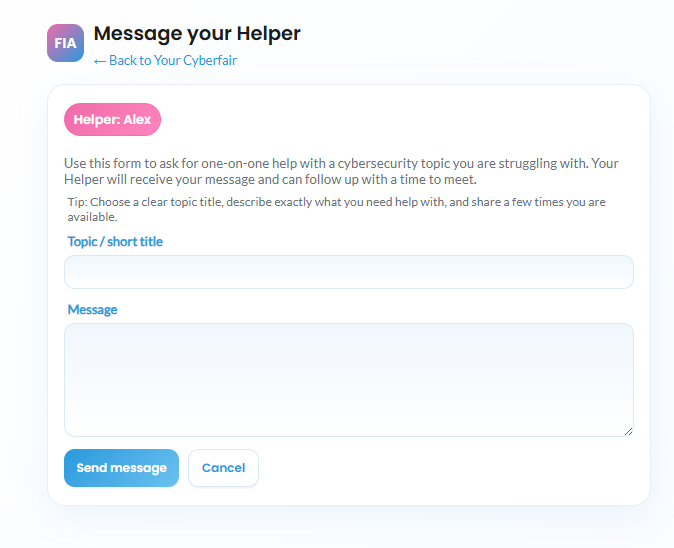 FIA
Message your Helper
← Back to Your Cyberfair
Helper: Alex
Use this form to ask for one-on-one help with a cybersecurity topic you are struggling with. Your
Helper will receive your message and can follow up with a time to meet.
Tip: Choose a clear topic title, describe exactly what you need help with, and share a few times you are
available.
Topic / short title
Message
Send message
Cancel